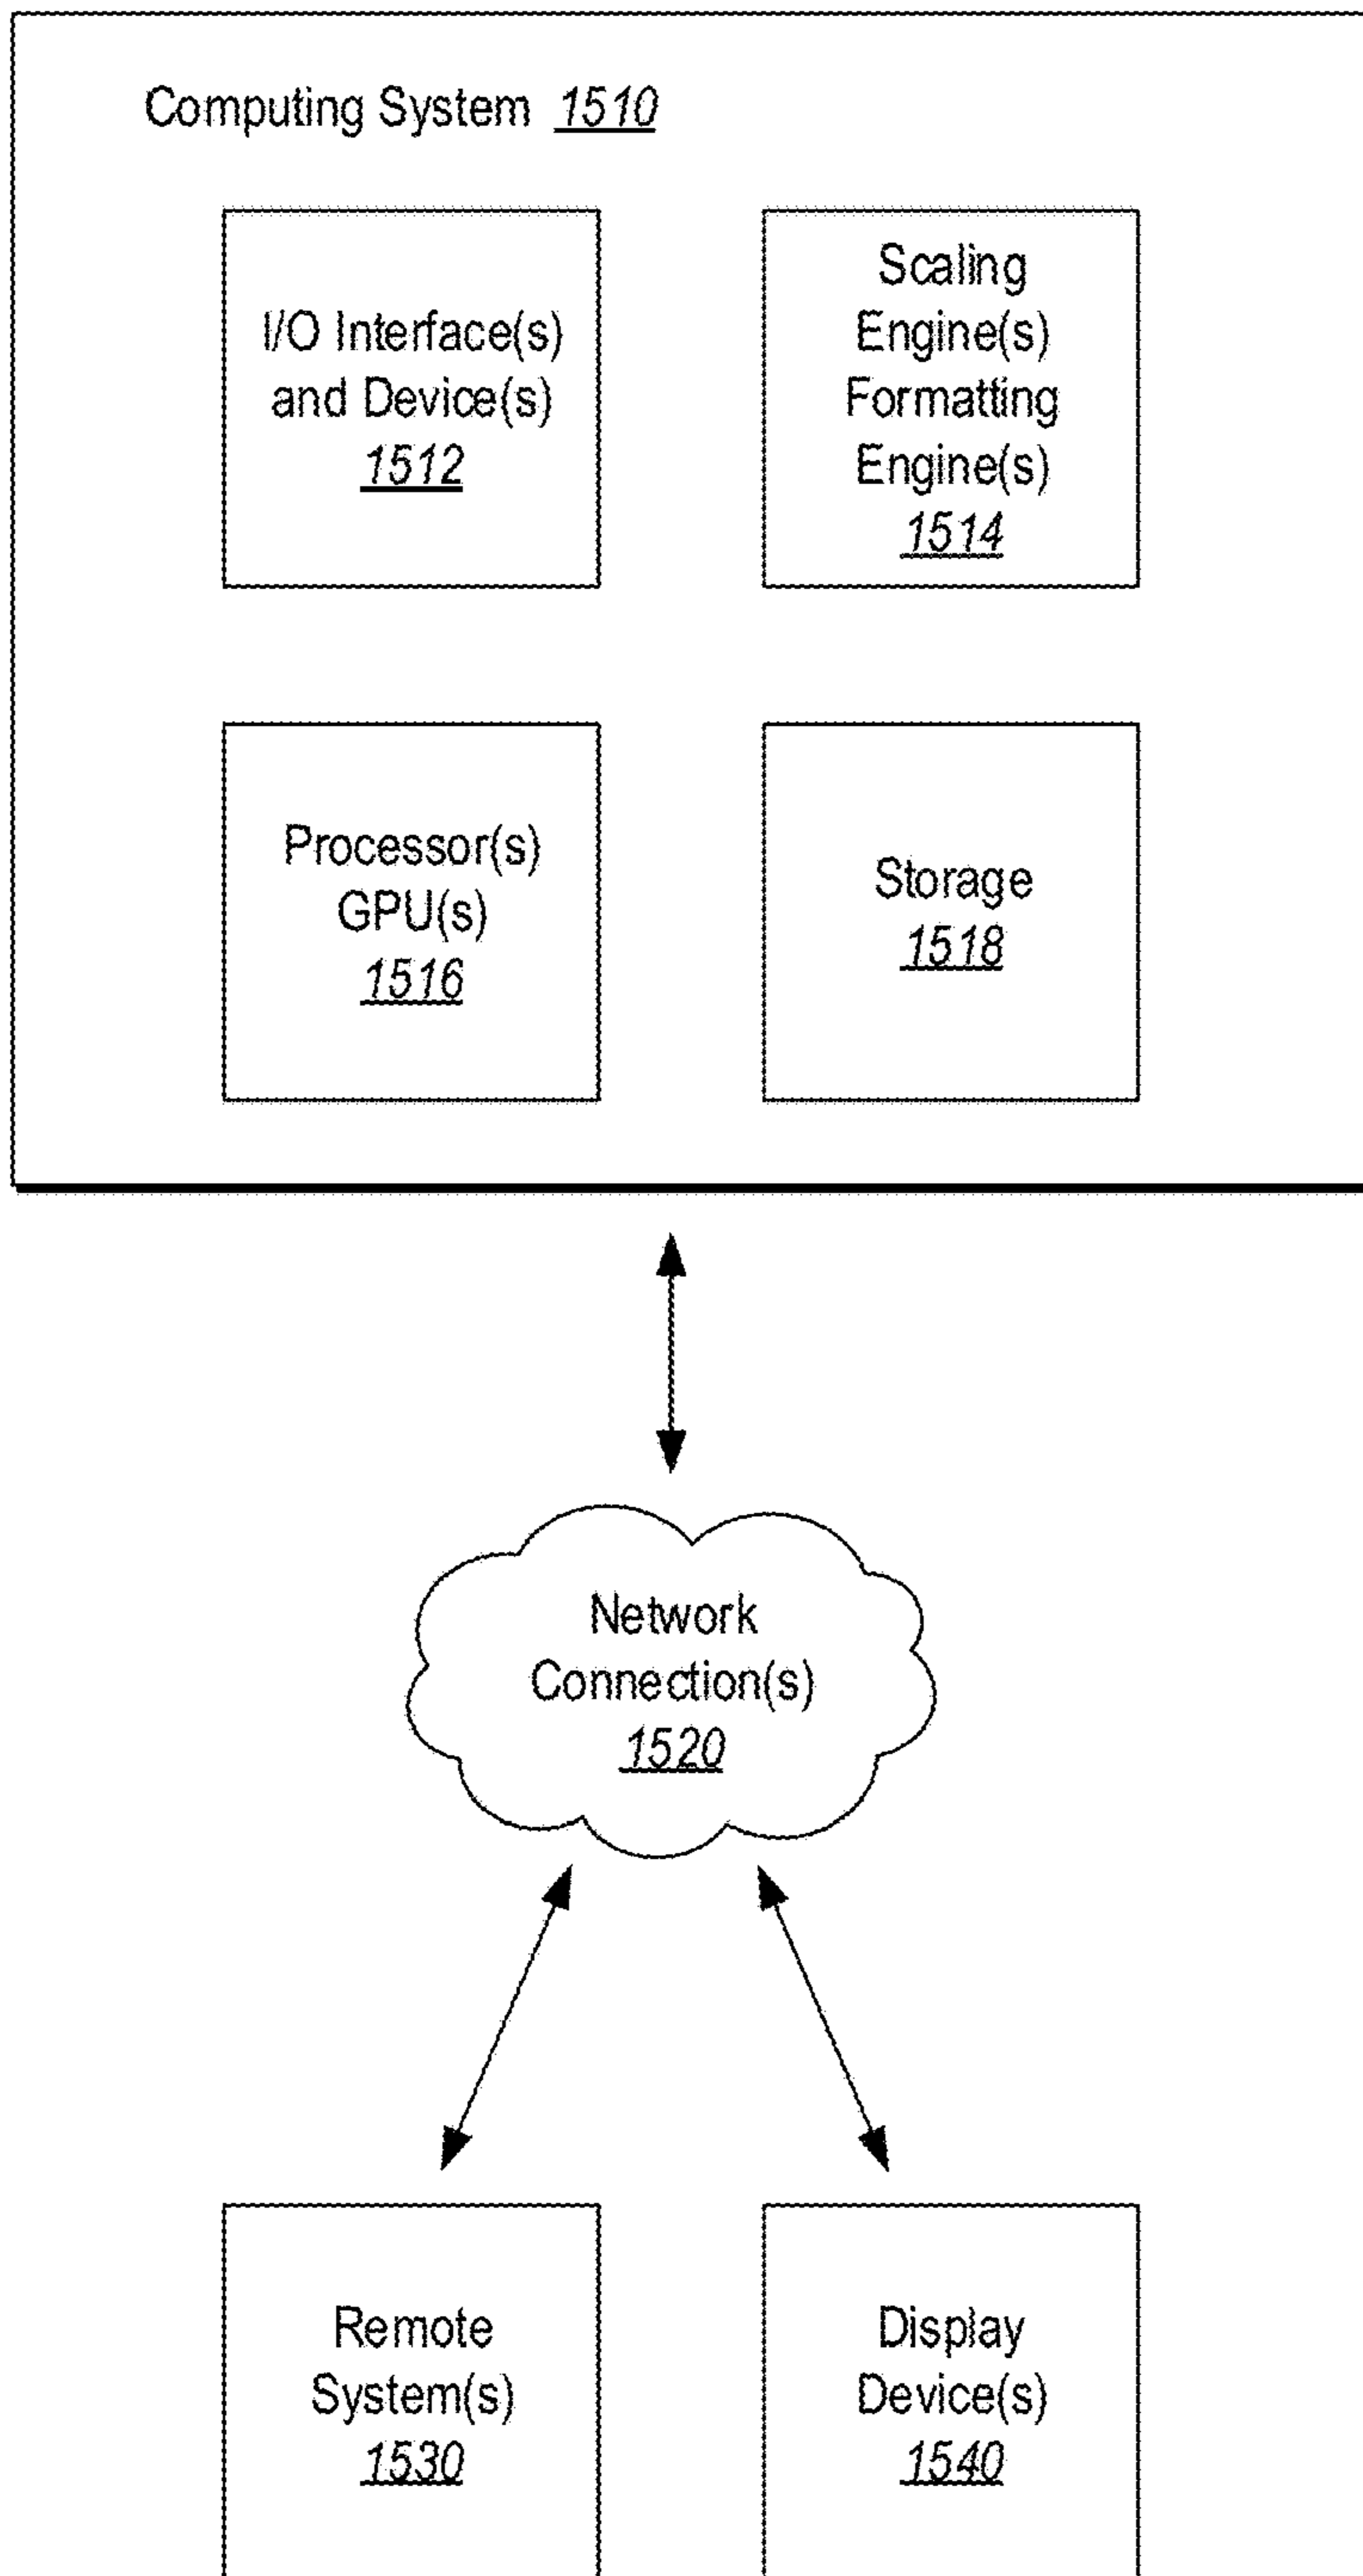 Computing System 1510
I/O Interface(s)
and Device(s)
1512
Scaling
Engine(s)
Formatting
Engine(s)
1514
Processor(s)
GPU(s)
1516
Storage
1518
Network
Connection(s)
1520
Remote
System(s)
1530
Display
Device(s)
1540